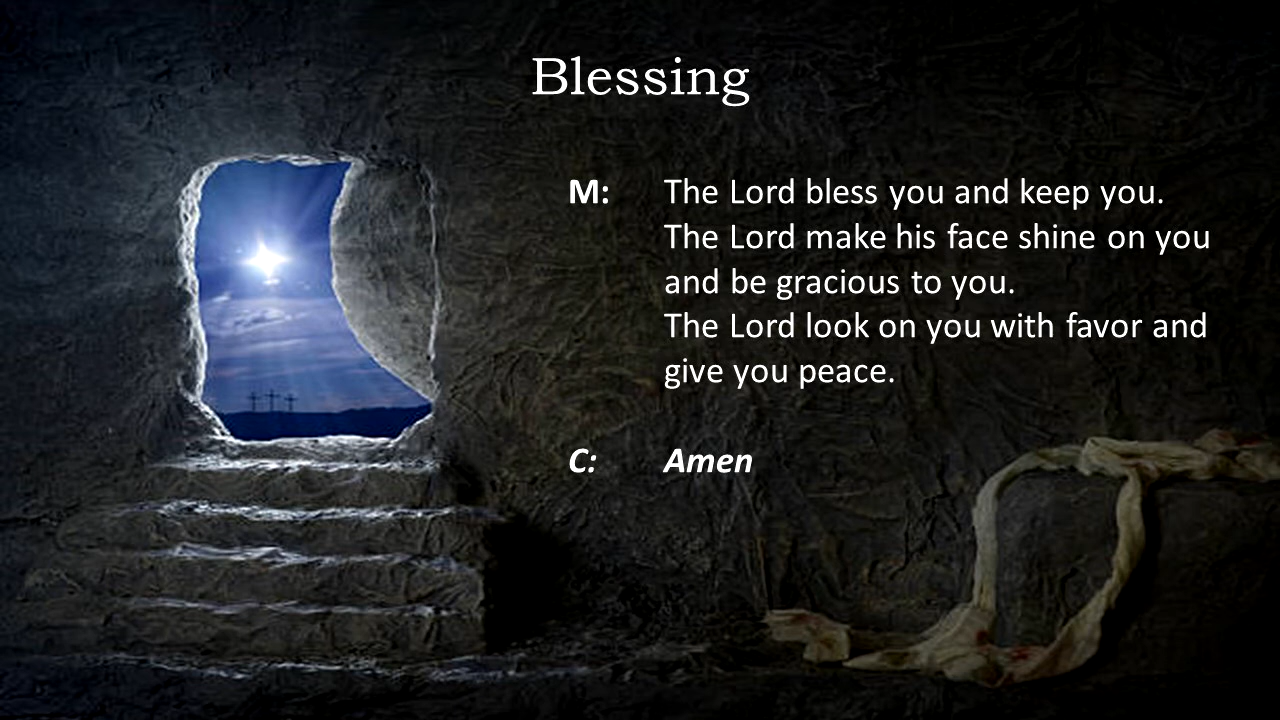 Blessing
M: The Lord bless you and keep you.
The Lord make his face shine on you
and be gracious to you.
The Lord look on you with favor and
give you peace.
C: Amen